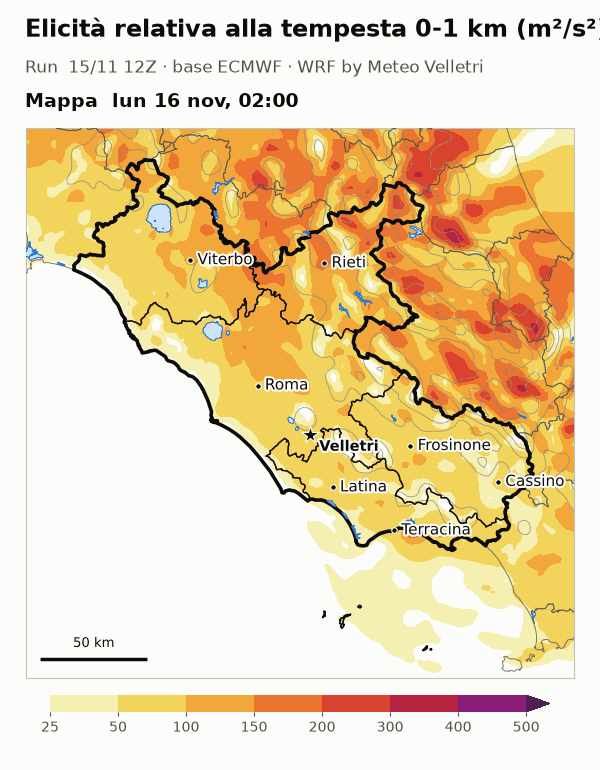 Elicità relativa alla tempesta 0-1 km (m²/s²)
Run 15/11 12Z · base ECMWF · WRF by Meteo Velletri
Mappa lun 16 nov, 02:00
Viterbo
Rieti
Roma
Velletri
Frosinone
Cassino
Latina
Terracina
50 km
25 50 100 150 200 300 400 500